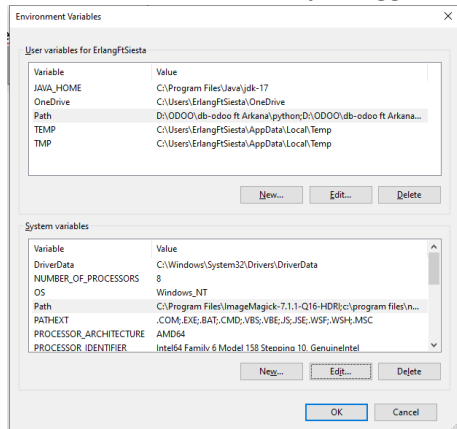 Environment Variables
User variables for ErlangFtSiesta
Variable Value
JAVA_HOME C:\Program Files\Java\jdk-17
OneDrive C:\Users\ErlangFtSiesta\OneDrive
Path D:\ODOO\db-odoo ft Arkana\python;D:\ODOO\db-odoo ft Arkana...
TEMP C:\Users\ErlangFtSiesta\AppData\Local\Temp
TMP C:\Users\ErlangFtSiesta\AppData\Local\Temp
New... Edit... Delete
System variables
Variable Value
DriverData C:\Windows\System32\Drivers\DriverData
NUMBER_OF_PROCESSORS 8
OS Windows_NT
Path C:\Program Files\ImageMagick-7.1.1-Q16-HDRI;c:\program files\n...
PATHEXT .COM;.EXE;.BAT;.CMD;.VBS;.VBE;.JS;.JSE;.WSF;.WSH;.MSC
PROCESSOR_ARCHITECTURE AMD64
PROCESSOR_IDENTIFIER Intel64 Family 6 Model 158 Stepping 10, GenuineIntel
New... Edit... Delete
OK Cancel